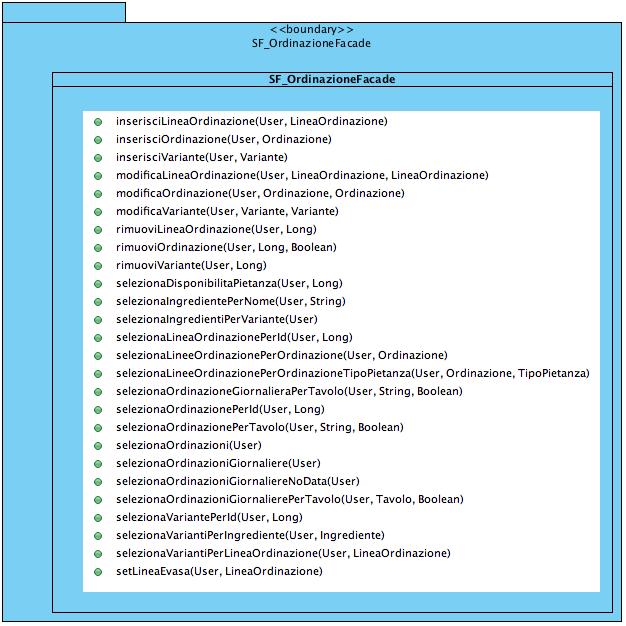 <<boundary>>
SF_OrdinazioneFacade
SF_OrdinazioneFacade
inserisciLineaOrdinazione(User, LineaOrdinazione)
inserisciOrdinazione(User, Ordinazione)
inserisciVariante(User, Variante)
modificaLineaOrdinazione(User, LineaOrdinazione, LineaOrdinazione)
modificaOrdinazione(User, Ordinazione, Ordinazione)
modificaVariante(User, Variante, Variante)
rimuoviLineaOrdinazione(User, Long)
rimuoviOrdinazione(User, Long, Boolean)
rimuoviVariante(User, Long)
selezionaDisponibilitaPietanza(User, Long)
selezionaIngredientePerNome(User, String)
selezionaIngredientiPerVariante(User)
selezionaLineaOrdinazionePerId(User, Long)
selezionaLineeOrdinazionePerOrdinazione(User, Ordinazione)
selezionaLineeOrdinazionePerOrdinazioneTipoPietanza(User, Ordinazione, TipoPietanza)
selezionaOrdinazioneGiornalieraPerTavolo(User, String, Boolean)
selezionaOrdinazionePerId(User, Long)
selezionaOrdinazionePerTavolo(User, String, Boolean)
selezionaOrdinazioni(User)
selezionaOrdinazioniGiornaliere(User)
selezionaOrdinazioniGiornaliereNoData(User)
selezionaOrdinazioniGiornalierePerTavolo(User, Tavolo, Boolean)
selezionaVariantePerId(User, Long)
selezionaVariantiPerIngrediente(User, Ingrediente)
selezionaVariantiPerLineaOrdinazione(User, LineaOrdinazione)
setLineaEvasa(User, LineaOrdinazione)